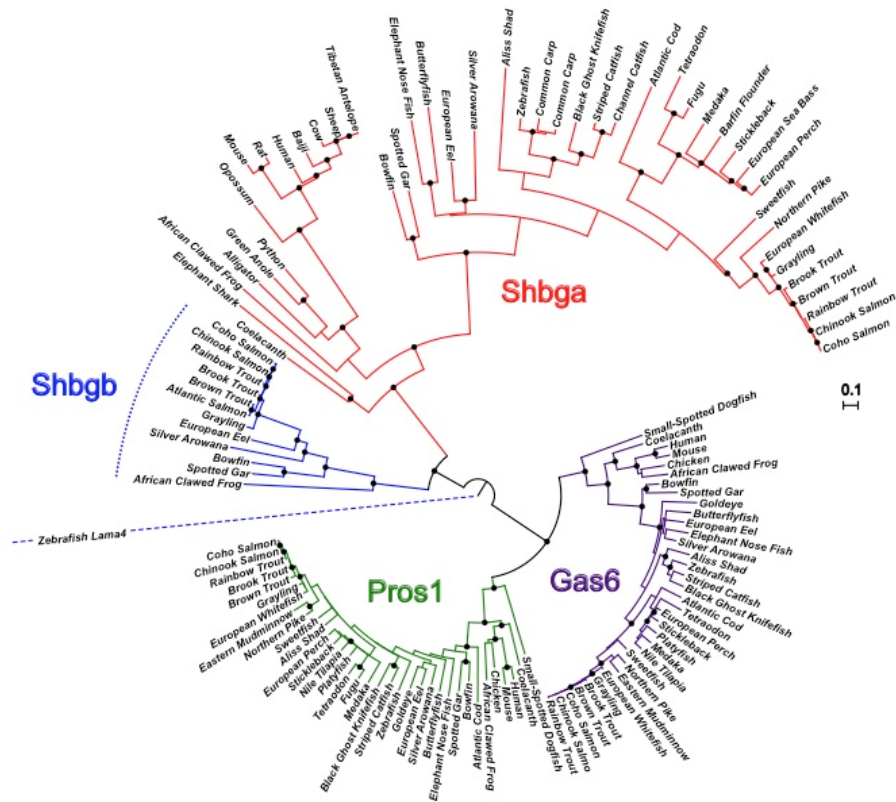 Tibetan Antelope
Sheep
Cow
Baiji
Human
Rat
Mouse
Opossum
Python
Green Anole
Alligator
African Clawed Frog
Elephant Shark
Coelacanth
Bowfin
Spotted Gar
Elephant Nose Fish
Butterflyfish
European Eel
Silver Arowana
Aliss Shad
Zebrafish
Common Carp
Common Carp
Black Ghost Knifefish
Striped Catfish
Channel Catfish
Atlantic Cod
Tetraodon
Fugu
Medaka
Barfin Flounder
Stickleback
European Sea Bass
European Perch
Sweetfish
Northern Pike
European Whitefish
Grayling
Brook Trout
Brown Trout
Rainbow Trout
Chinook Salmon
Coho Salmon
Shbga
0.1
Shbgb
Coho Salmon
Chinook Salmon
Rainbow Trout
Brook Trout
Brown Trout
Atlantic Salmon
Grayling
European Eel
Silver Arowana
Bowfin
Spotted Gar
African Clawed Frog
Zebrafish Lama4
Pros1
Coho Salmon
Chinook Salmon
Rainbow Trout
Brook Trout
Brown Trout
Grayling
European Whitefish
Eastern Mudminnow
Northern Pike
Sweetfish
Aliss Shad
European Perch
Stickleback
Nile Tilapia
Platyfish
Tetraodon
Fugu
Medaka
Black Ghost Knifefish
Striped Catfish
Zebrafish
Goldeye
European Eel
Silver Arowana
Butterflyfish
Elephant Nose Fish
Spotted Gar
Bowfin
Atlantic Cod
African Clawed Frog
Chicken
Mouse
Human
Coelacanth
Small-Spotted Dogfish
Gas6
Small-Spotted Dogfish
Coelacanth
Human
Mouse
Chicken
African Clawed Frog
Bowfin
Spotted Gar
Goldeye
Butterflyfish
European Eel
Elephant Nose Fish
Silver Arowana
Aliss Shad
Zebrafish
Striped Catfish
Black Ghost Knifefish
Atlantic Cod
Tetraodon
European Perch
Stickleback
Platyfish
Medaka
Nile Tilapia
Sweetfish
Northern Pike
Eastern Mudminnow
European Whitefish
Grayling
Brook Trout
Brown Trout
Coho Salmon
Chinook Salmo
Rainbow Trout